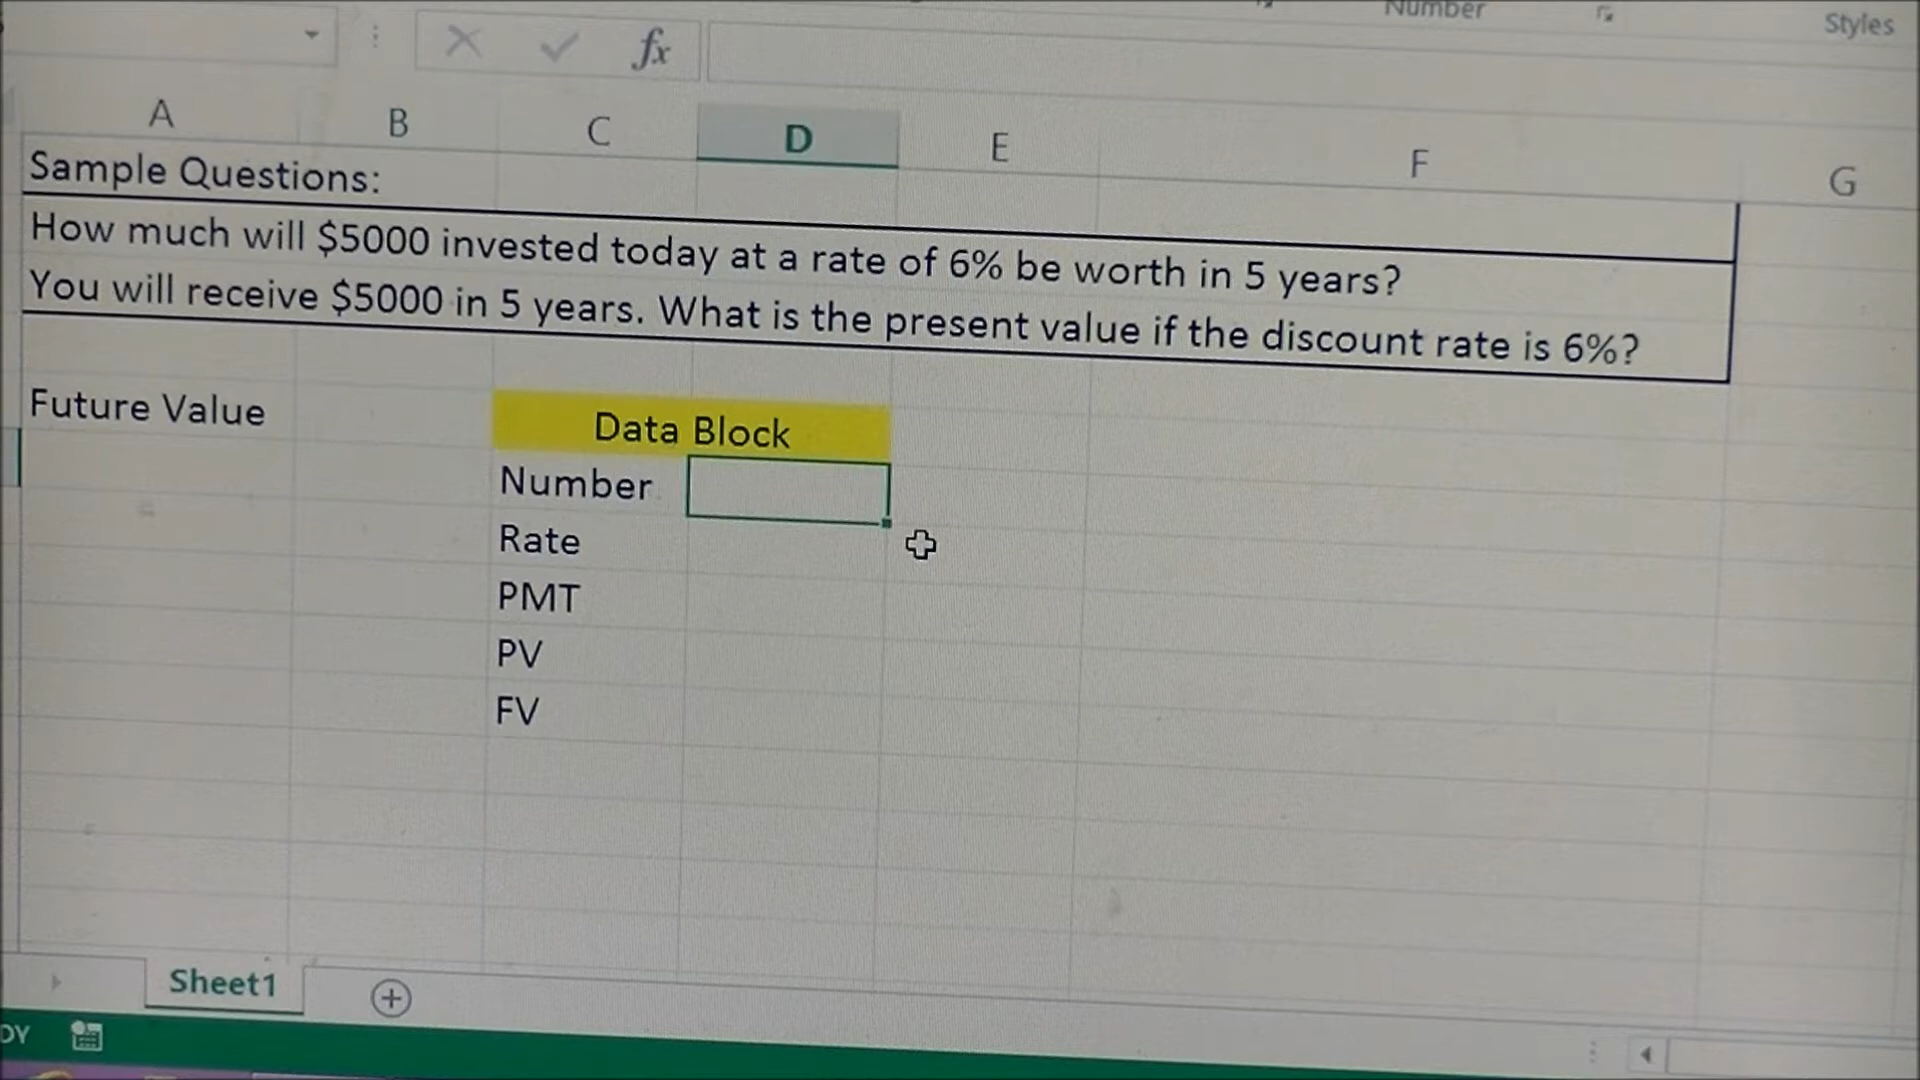 Number
Styles
fx
A B C D E F G
Sample Questions:
How much will $5000 invested today at a rate of 6% be worth in 5 years?
You will receive $5000 in 5 years. What is the present value if the discount rate is 6%?
Future Value
Data Block
Number
Rate
PMT
PV
FV
Sheet1
DY